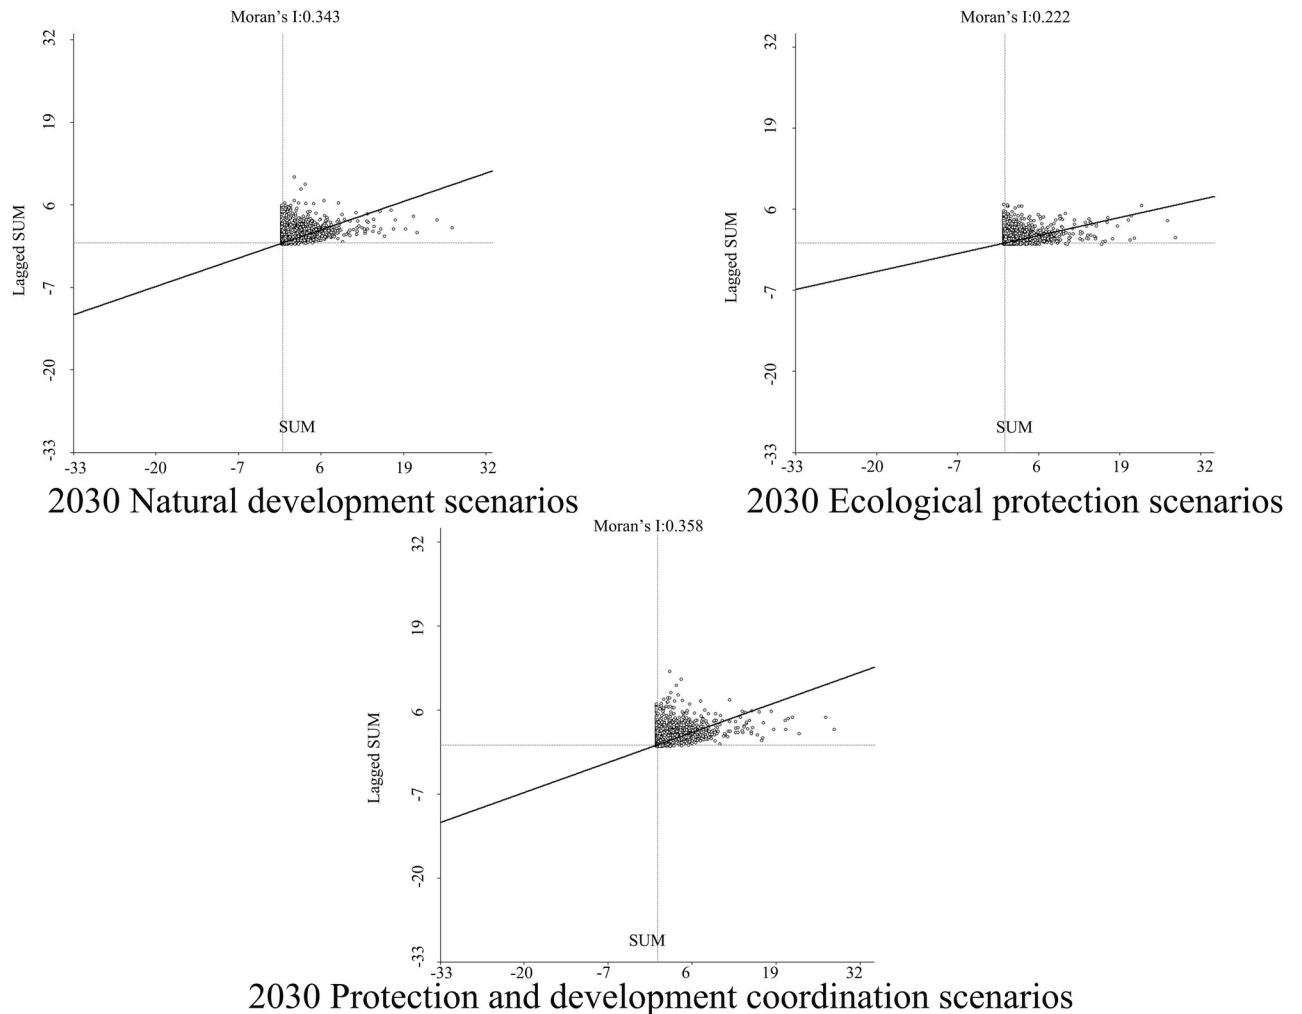 Moran's I:0.343
32
19
6
-7
-20
-33
Lagged SUM
SUM
-33 -20 -7 6 19 32
2030 Natural development scenarios
Moran's I:0.222
32
19
6
-7
-20
-33
Lagged SUM
SUM
-33 -20 -7 6 19 32
2030 Ecological protection scenarios
Moran's I:0.358
32
19
6
-7
-20
-33
Lagged SUM
SUM
-33 -20 -7 6 19 32
2030 Protection and development coordination scenarios